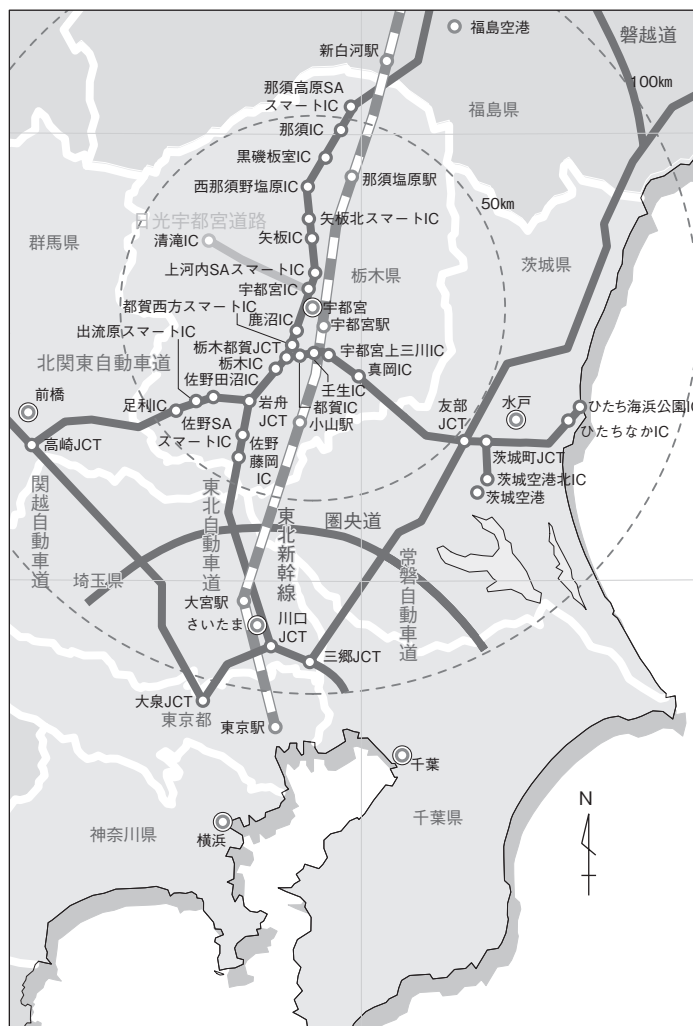 福島空港
磐越道
新白河駅
100km
那須高原SA
スマートIC
福島県
那須IC
黒磯板室IC
西那須野塩原IC
那須塩原駅
50km
矢板北スマートIC
日光宇都宮道路
群馬県
清滝IC
矢板IC
茨城県
上河内SAスマートIC
栃木県
宇都宮IC
都賀西方スマートIC
宇都宮
鹿沼IC
宇都宮駅
出流原スマートIC
栃木都賀JCT
宇都宮上三川IC
北関東自動車道
栃木IC
真岡IC
佐野田沼IC
壬生IC
前橋
足利IC
岩舟
JCT
都賀IC
小山駅
友部
JCT
水戸
ひたち海浜公園IC
ひたちなかIC
佐野SA
スマートIC
佐野
藤岡
IC
高崎JCT
茨城町JCT
茨城空港北IC
茨城空港
関越自動車道
東北自動車道
東北新幹線
圏央道
常磐自動車道
埼玉県
大宮駅
さいたま
川口
JCT
三郷JCT
大泉JCT
東京都
東京駅
千葉
N
神奈川県
横浜
千葉県